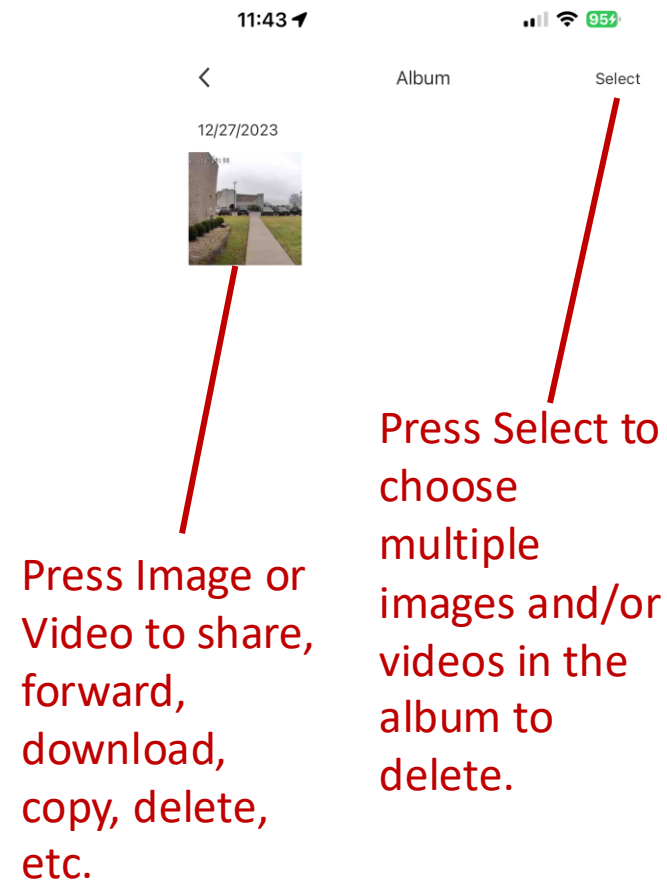 11:43
95
Album
Select
12/27/2023
Press Select to
choose
multiple
images and/or
videos in the
album to
delete.
Press Image or
Video to share,
forward,
download,
copy, delete,
etc.